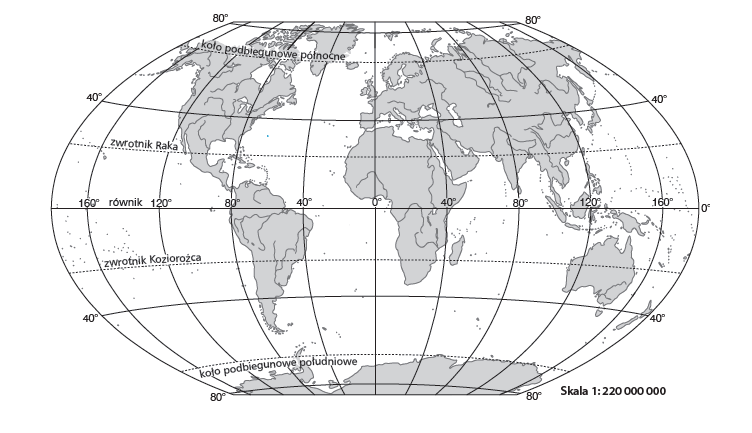 80° 80°
koło podbiegunowe północne
40° 40°
zwrotnik Raka
160° równik 120° 80° 40° 0° 40° 80° 120° 160° 0°
zwrotnik Koziorożca
40° 40°
koło podbiegunowe południowe
80° 80°
Skala 1:220 000 000